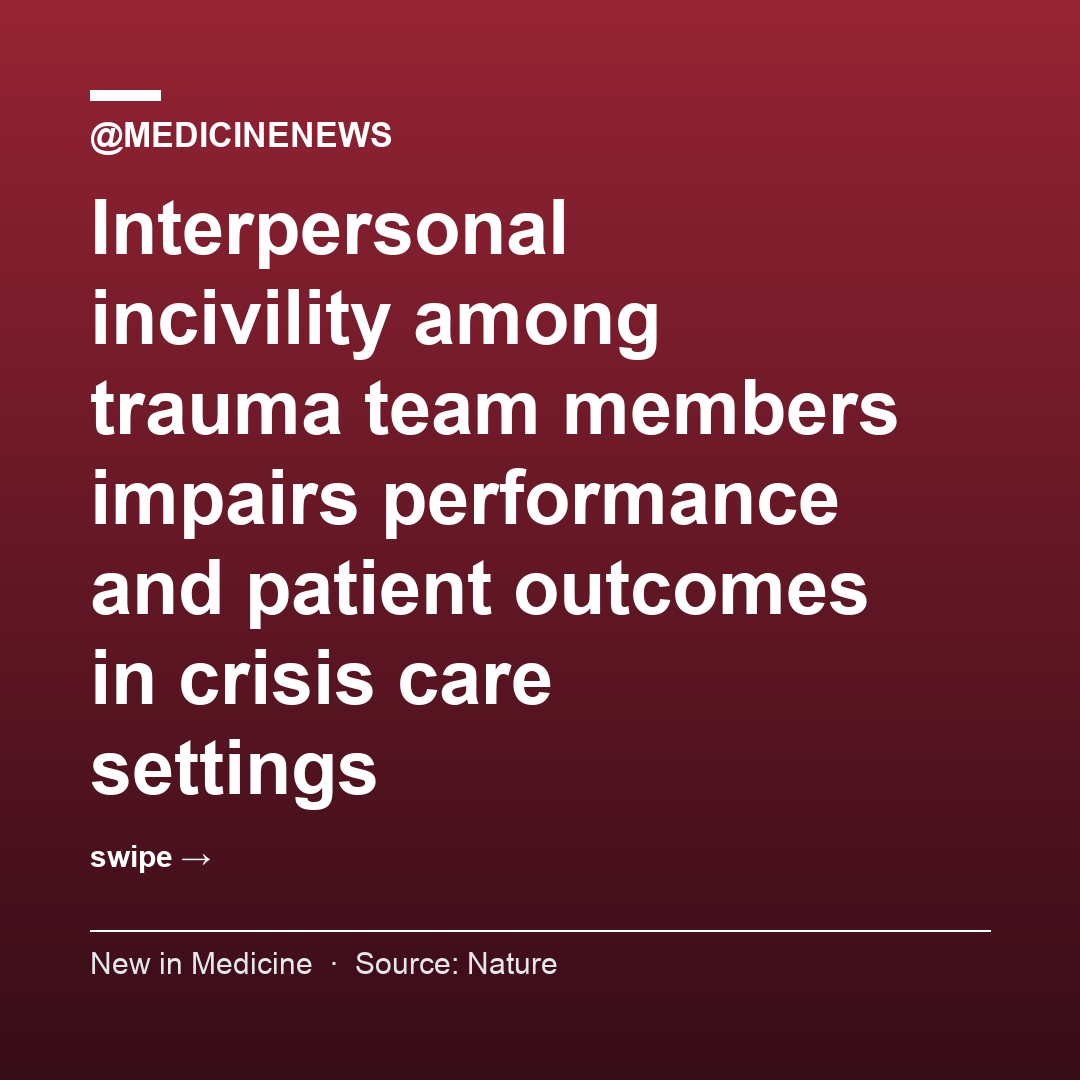 @MEDICINENEWS
Interpersonal
incivility among
trauma team members
impairs performance
and patient outcomes
in crisis care
settings
swipe →
New in Medicine · Source: Nature